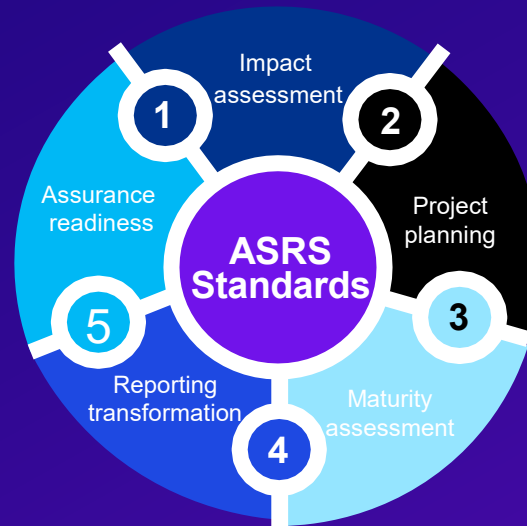 1
Impact
assessment
2
Project
planning
3
Maturity
assessment
4
Reporting
transformation
5
Assurance
readiness
ASRS
Standards